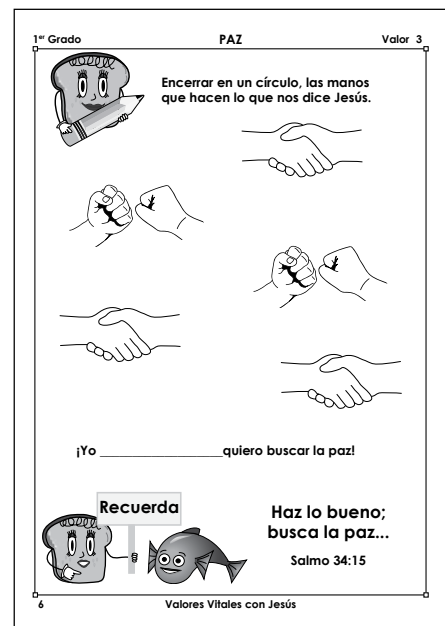 1er Grado PAZ Valor 3
Encerrar en un círculo, las manos
que hacen lo que nos dice Jesús.
¡Yo __________________quiero buscar la paz!
Recuerda
Haz lo bueno;
busca la paz...
Salmo 34:15
6 Valores Vitales con Jesús